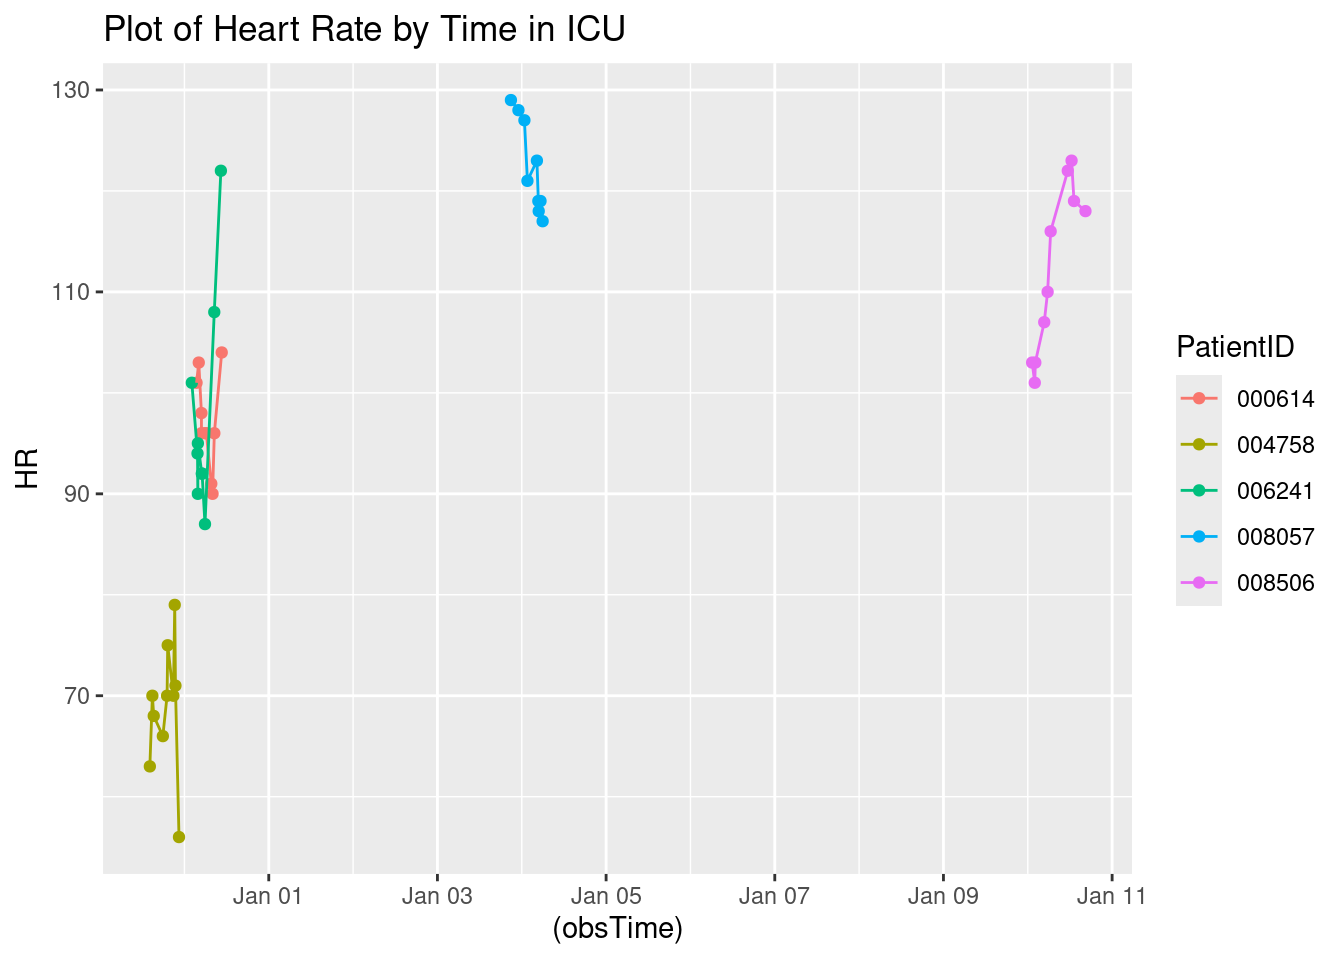 Plot of Heart Rate by Time in ICU
130
110
90
70
HR
Jan 01
Jan 03
Jan 05
Jan 07
Jan 09
Jan 11
(obsTime)
PatientID
000614
004758
006241
008057
008506